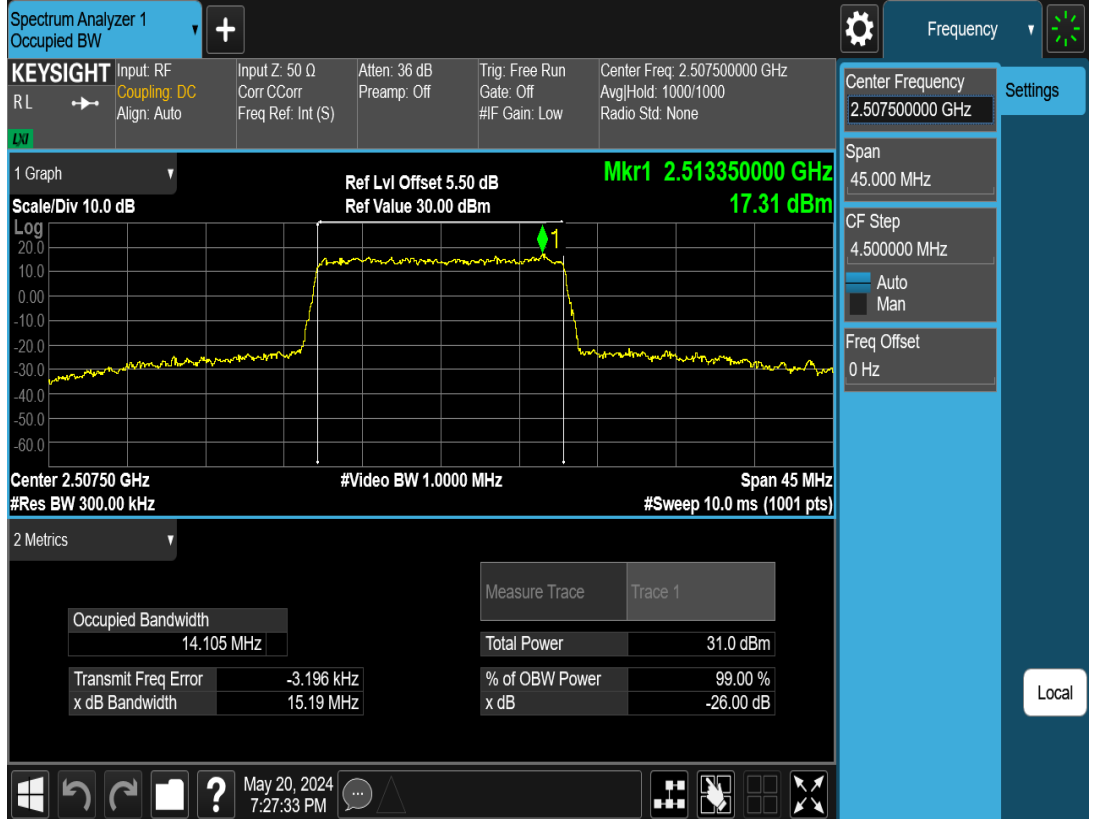 Spectrum Analyzer 1
Occupied BW
+
Frequency
KEYSIGHT
R L
LXI
Input: RF
Coupling: DC
Align: Auto
Input Z: 50 Ω
Corr CCorr
Freq Ref: Int (S)
Atten: 36 dB
Preamp: Off
Trig: Free Run
Gate: Off
#IF Gain: Low
Center Freq: 2.507500000 GHz
Avg|Hold: 1000/1000
Radio Std: None
Center Frequency
2.507500000 GHz
Settings
Span
45.000 MHz
CF Step
4.500000 MHz
Auto
Man
Freq Offset
0 Hz
Local
1 Graph
Scale/Div 10.0 dB
Ref Lvl Offset 5.50 dB
Ref Value 30.00 dBm
Mkr1 2.513350000 GHz
17.31 dBm
Log
20.0
10.0
0.00
-10.0
-20.0
-30.0
-40.0
-50.0
-60.0
1
Center 2.50750 GHz
#Res BW 300.00 kHz
#Video BW 1.0000 MHz
Span 45 MHz
#Sweep 10.0 ms (1001 pts)
2 Metrics
Measure Trace Trace 1
Occupied Bandwidth
14.105 MHz
Total Power 31.0 dBm
Transmit Freq Error -3.196 kHz
% of OBW Power 99.00 %
x dB Bandwidth 15.19 MHz
x dB -26.00 dB
?
May 20, 2024
7:27:33 PM